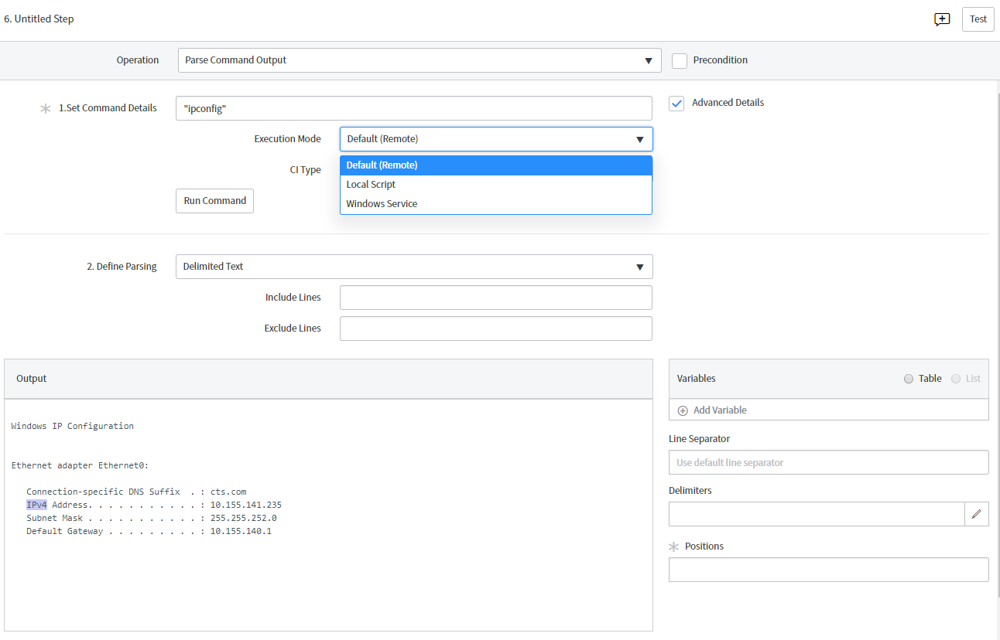 6. Untitled Step
Test
Operation
Parse Command Output
Precondition
1.Set Command Details
"ipconfig"
Advanced Details
Execution Mode
Default (Remote)
Default (Remote)
CI Type
Local Script
Run Command
Windows Service
2. Define Parsing
Delimited Text
Include Lines
Exclude Lines
Output
Windows IP Configuration
Ethernet adapter Ethernet0:
Connection-specific DNS Suffix . : cts.com
IPv4 Address. . . . . . . . . . . : 10.155.141.235
Subnet Mask . . . . . . . . . . . : 255.255.252.0
Default Gateway . . . . . . . . . : 10.155.140.1
Variables
Table
List
Add Variable
Line Separator
Use default line separator
Delimiters
Positions